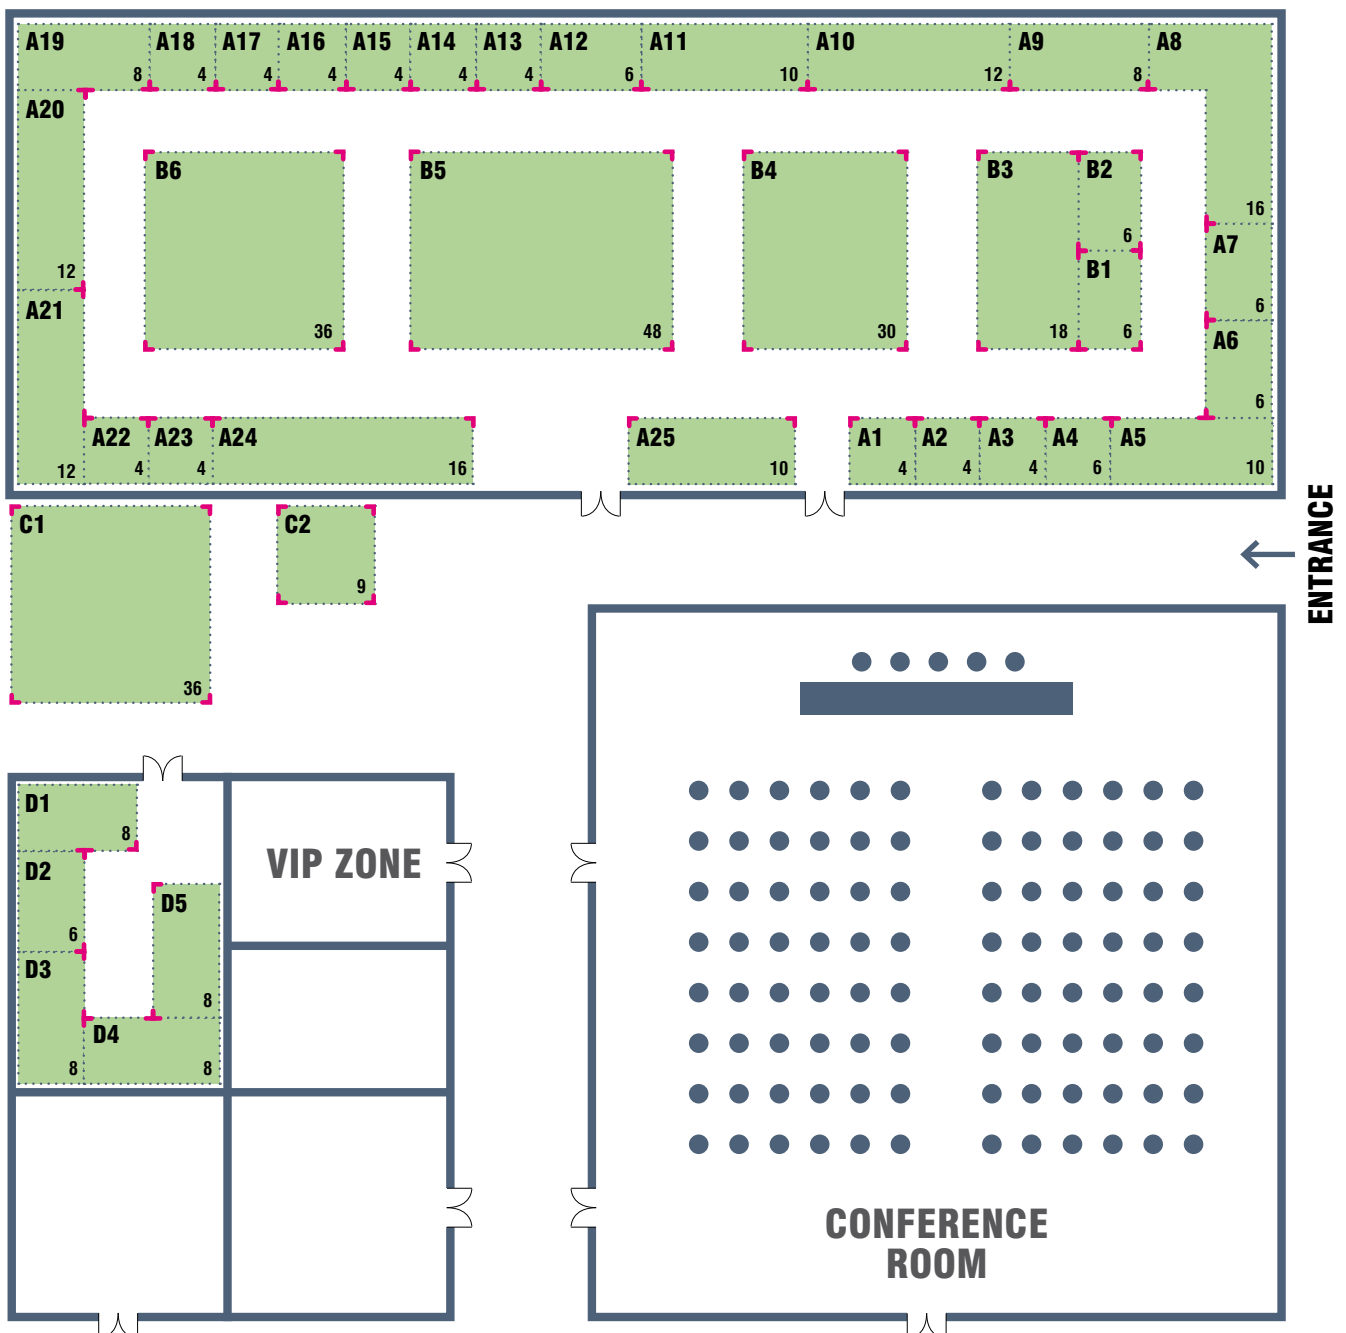 A19 A18 A17 A16 A15 A14 A13 A12 A11 A10 A9 A8
8 4 4 4 4 4 4 6 10 12 8
A20
B6 B5 B4 B3 B2
16
6 A7
12 B1
A21 6
36 48 30 18 6 A6
6
A22 A23 A24 A25 A1 A2 A3 A4 A5
12 4 4 16 10 4 4 4 6 10
C1 C2
ENTRANCE
9
36
D1
8
VIP ZONE
D2
D5
6
D3
8
D4
8 8
CONFERENCE
ROOM